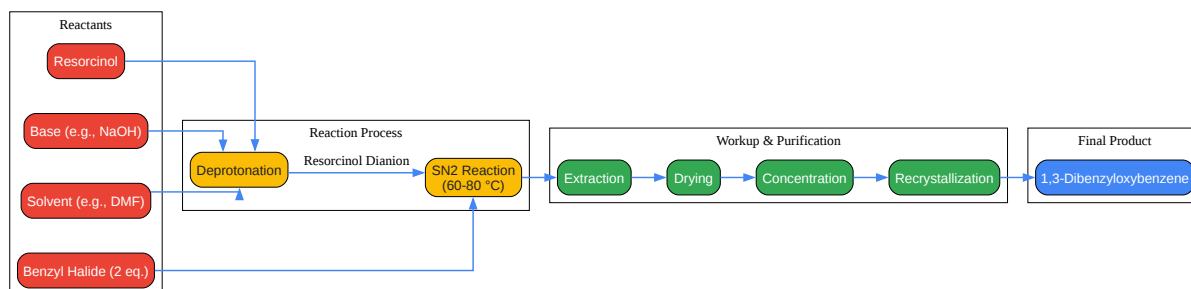 Reactants
Resorcinol
Base (e.g., NaOH)
Solvent (e.g., DMF)
Benzyl Halide (2 eq.)
Reaction Process
Deprotonation
Resorcinol Dianion
SN2 Reaction
(60-80 °C)
Workup & Purification
Extraction
Drying
Concentration
Recrystallization
Final Product
1,3-Dibenzyloxybenzene